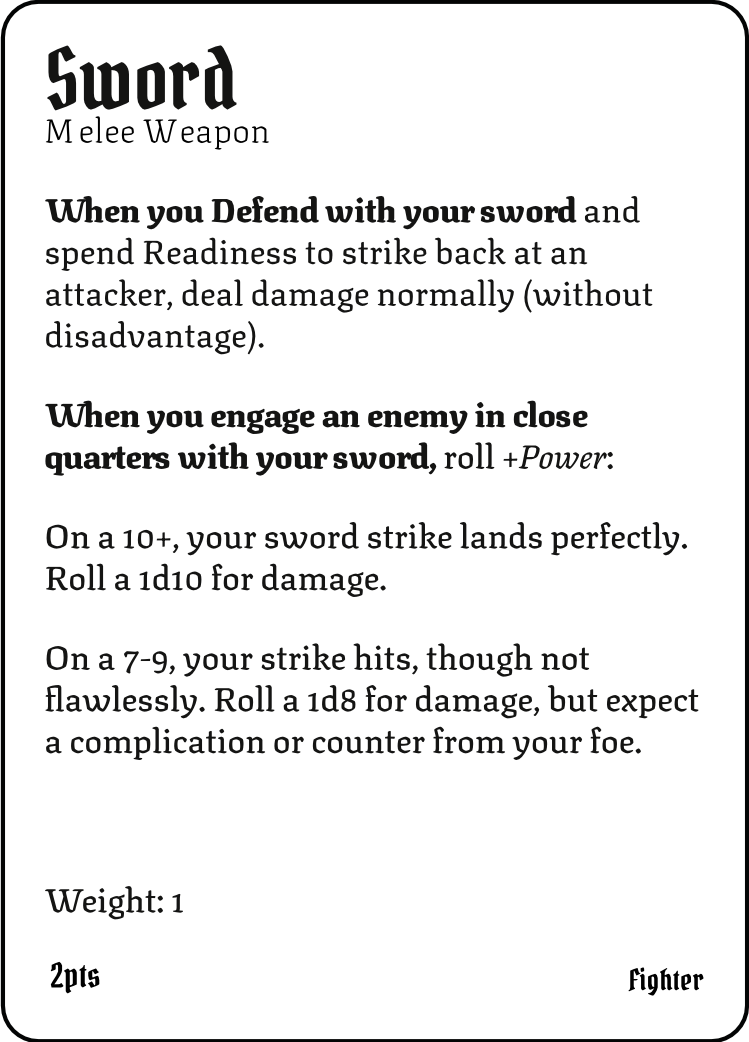 Sword
Melee Weapon
When you Defend with your sword and
spend Readiness to strike back at an
attacker, deal damage normally (without
disadvantage).
When you engage an enemy in close
quarters with your sword, roll +Power:
On a 10+, your sword strike lands perfectly.
Roll a 1d10 for damage.
On a 7-9, your strike hits, though not
flawlessly. Roll a 1d8 for damage, but expect
a complication or counter from your foe.
Weight: 1
2pts
Fighter